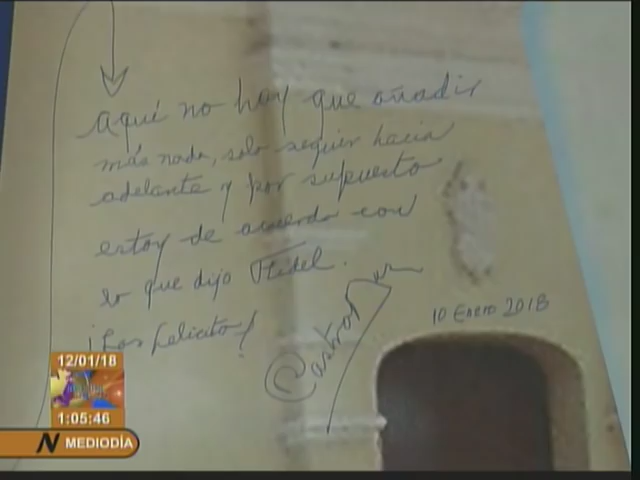 Aquí no hay que añadir
más nada, solo seguir hacia
adelante y por supuesto
estoy de acuerdo con
lo que dijo Fidel.
¡Los felicito!
Castro
10 Enero 2018
12/01/18
1:05:46
N MEDIODÍA